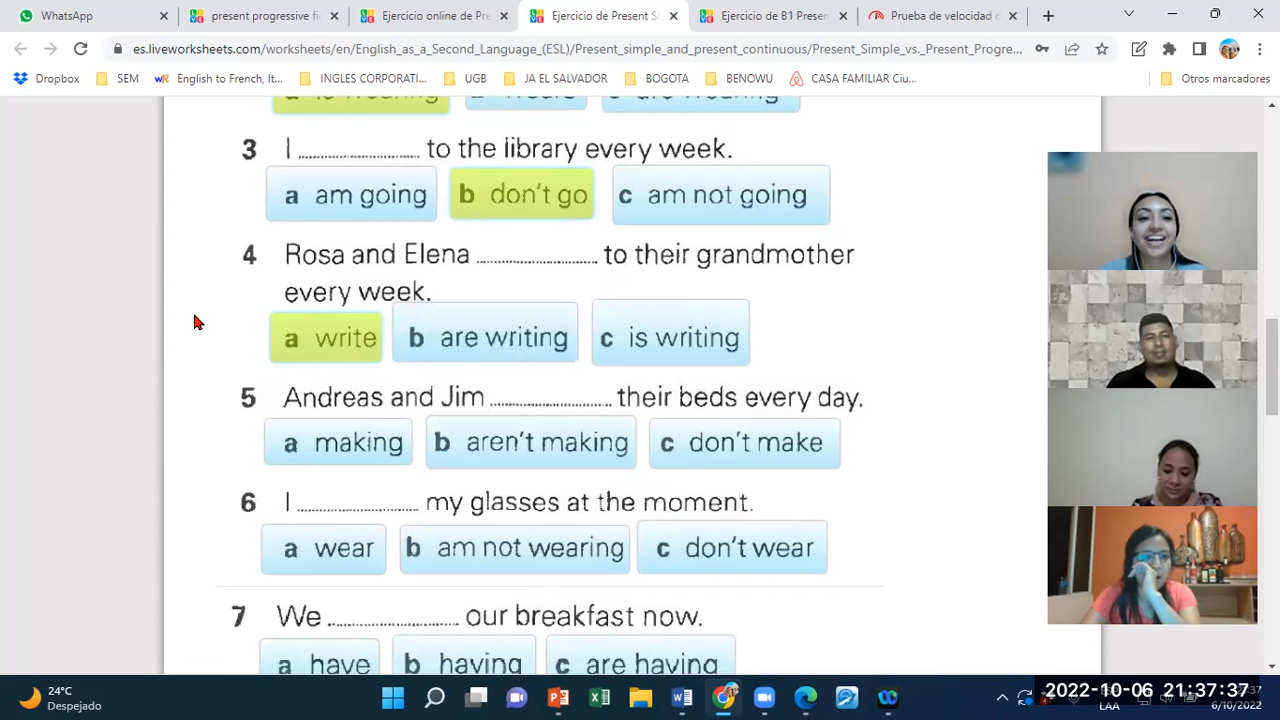 WhatsApp
present progressive fi
Ejercicio online de Pre
Ejercicio de Present Si
Ejercicio de B1 Presen
Prueba de velocidad d
es.liveworksheets.com/worksheets/en/English_as_a_Second_Language_(ESL)/Present_simple_and_present_continuous/Present_Simple_vs._Present_Progre...
Dropbox SEM English to French, It... INGLES CORPORATI... UGB JA EL SALVADOR BOGOTA BENOWU CASA FAMILIAR Ciu... Otros marcadores
3 I .................... to the library every week.
a am going b don't go c am not going
4 Rosa and Elena .................... to their grandmother
every week.
a write b are writing c is writing
5 Andreas and Jim .................... their beds every day.
a making b aren't making c don't make
6 I .................... my glasses at the moment.
a wear b am not wearing c don't wear
7 We .................... our breakfast now.
a have b having c are having
24°C
Despejado
2022-10-06 21:37:37
LAA 6/10/2022